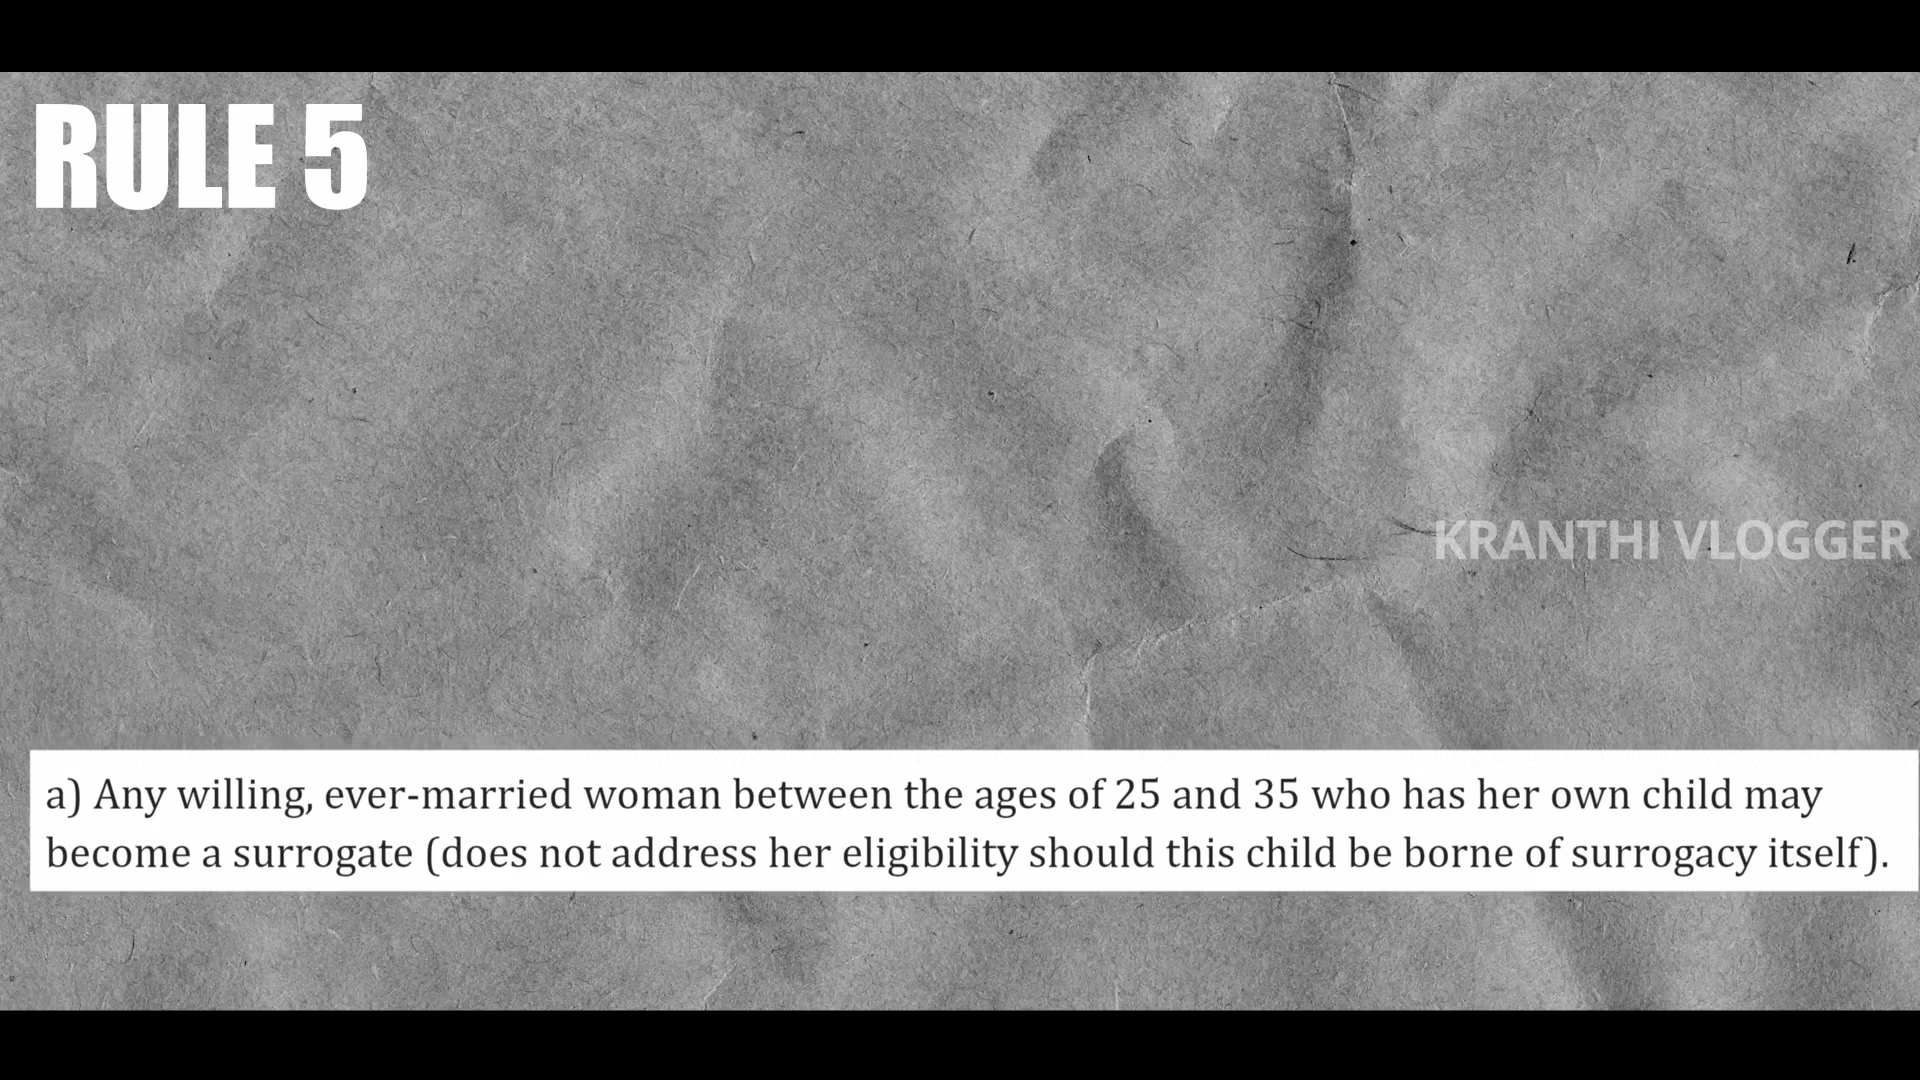 RULE 5
KRANTHI VLOGGER
a) Any willing, ever-married woman between the ages of 25 and 35 who has her own child may
become a surrogate (does not address her eligibility should this child be borne of surrogacy itself).